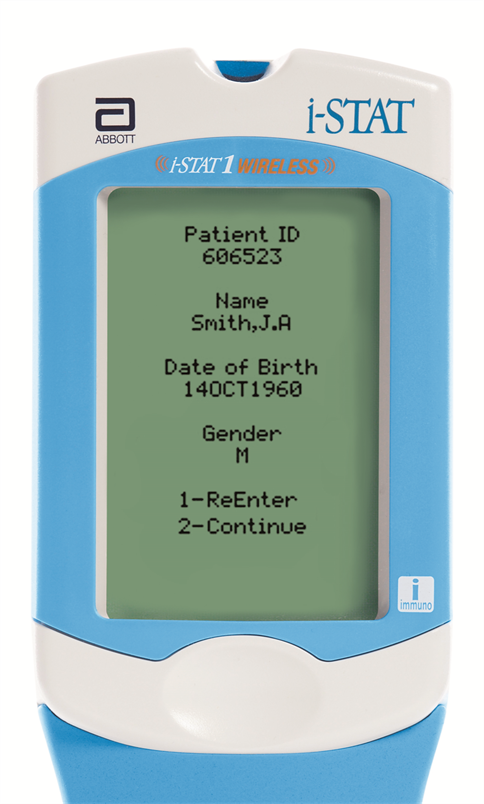 ABBOTT
i-STAT
i-STAT 1 WIRELESS
Patient ID
606523
Name
Smith,J.A
Date of Birth
14OCT1960
Gender
M
1-ReEnter
2-Continue
i
immuno